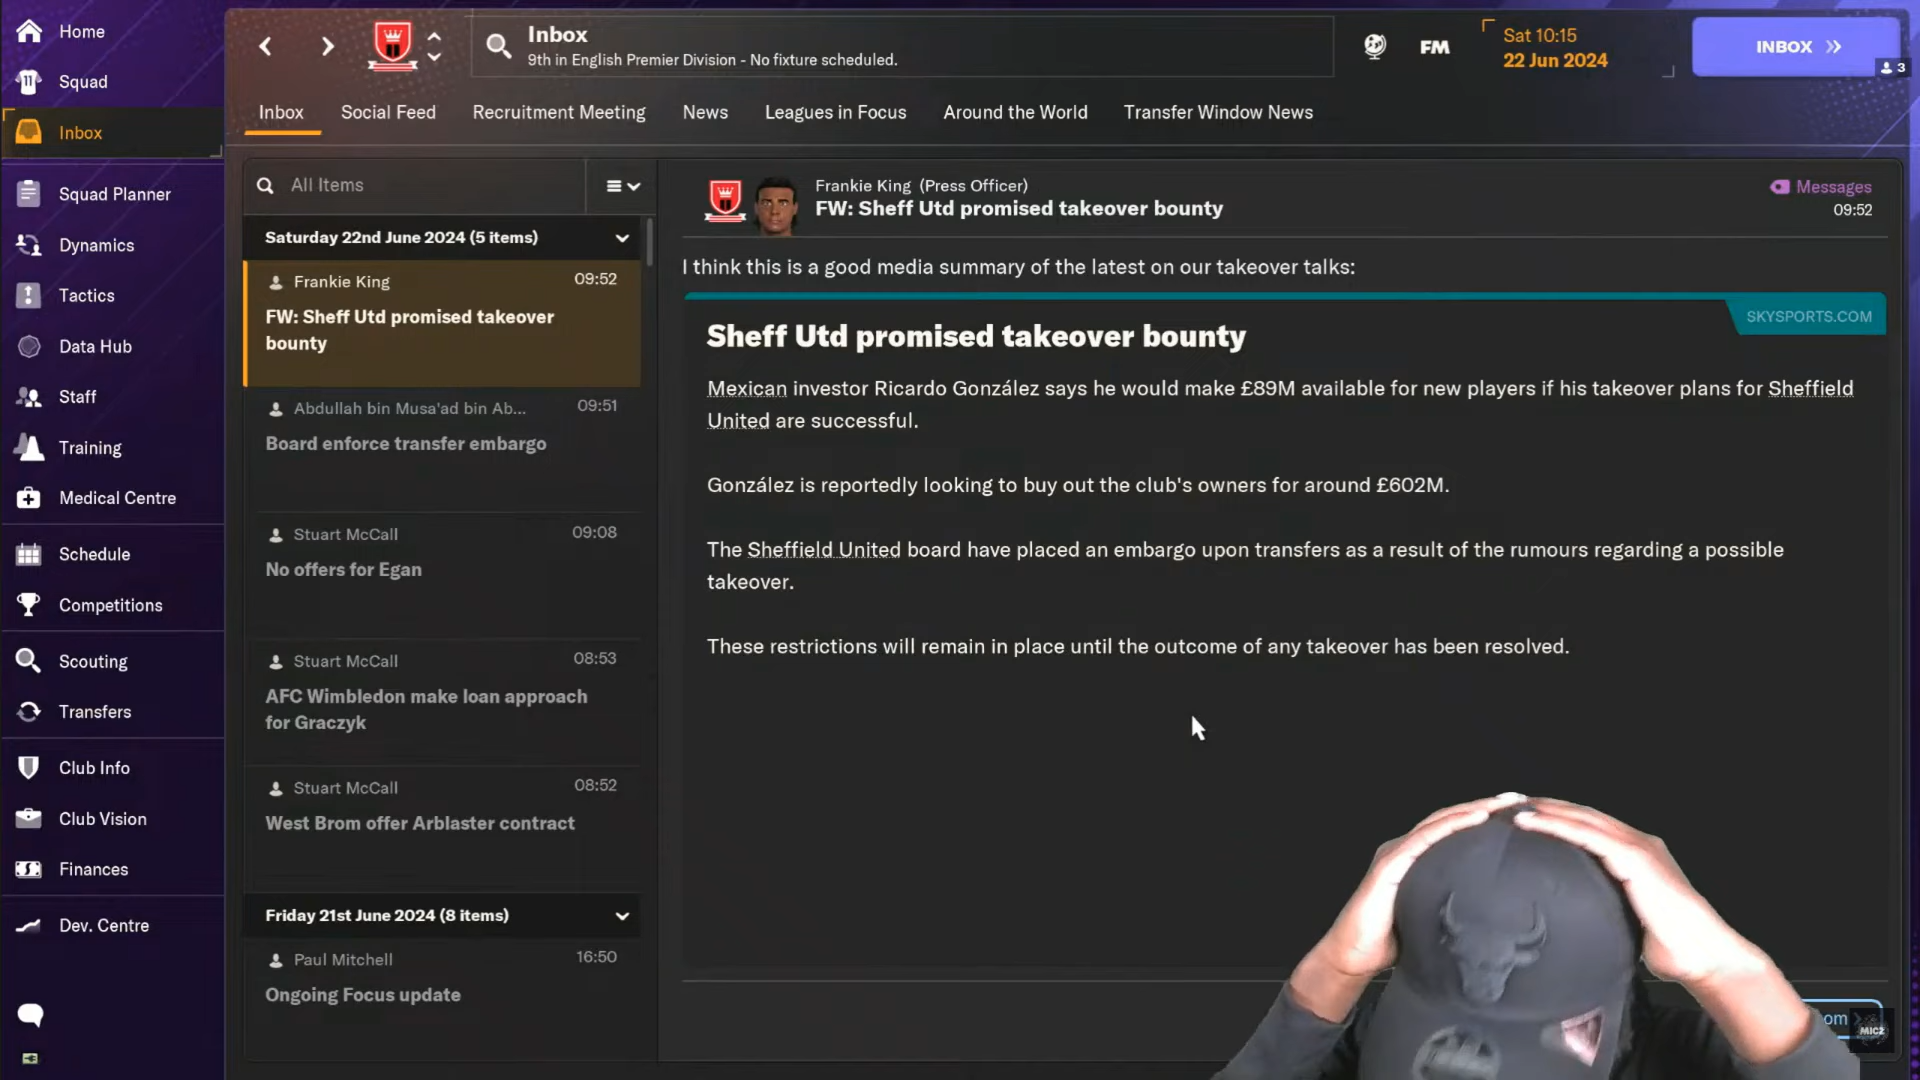 Home
Squad
Inbox
Squad Planner
Dynamics
Tactics
Data Hub
Staff
Training
Medical Centre
Schedule
Competitions
Scouting
Transfers
Club Info
Club Vision
Finances
Dev. Centre
Inbox
9th in English Premier Division - No fixture scheduled.
FM
Sat 10:15
22 Jun 2024
INBOX
3
Inbox
Social Feed
Recruitment Meeting
News
Leagues in Focus
Around the World
Transfer Window News
All Items
Saturday 22nd June 2024 (5 items)
Frankie King
09:52
FW: Sheff Utd promised takeover
bounty
Abdullah bin Musa'ad bin Ab...
09:51
Board enforce transfer embargo
Stuart McCall
09:08
No offers for Egan
Stuart McCall
08:53
AFC Wimbledon make loan approach
for Graczyk
Stuart McCall
08:52
West Brom offer Arblaster contract
Friday 21st June 2024 (8 items)
Paul Mitchell
16:50
Ongoing Focus update
Frankie King (Press Officer)
FW: Sheff Utd promised takeover bounty
Messages
09:52
I think this is a good media summary of the latest on our takeover talks:
SKYSPORTS.COM
Sheff Utd promised takeover bounty
Mexican investor Ricardo González says he would make £89M available for new players if his takeover plans for Sheffield
United are successful.
González is reportedly looking to buy out the club's owners for around £602M.
The Sheffield United board have placed an embargo upon transfers as a result of the rumours regarding a possible
takeover.
These restrictions will remain in place until the outcome of any takeover has been resolved.
om
MICZ